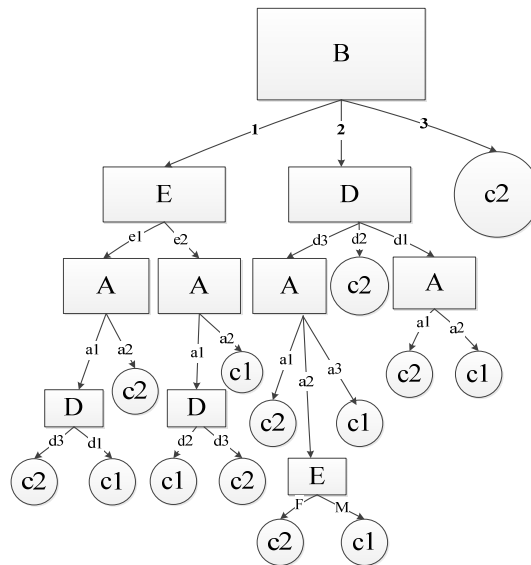 B
1 2 3
E D c2
e1 e2 d3 d2 d1
A A A c2 A
a1 a2 a1 a2 a1 a2 a3 a1 a2
c2 c1 c2 c1
D D c2 c1
d3 d1 d2 d3
c2 c1 c1 c2 E
F M
c2 c1